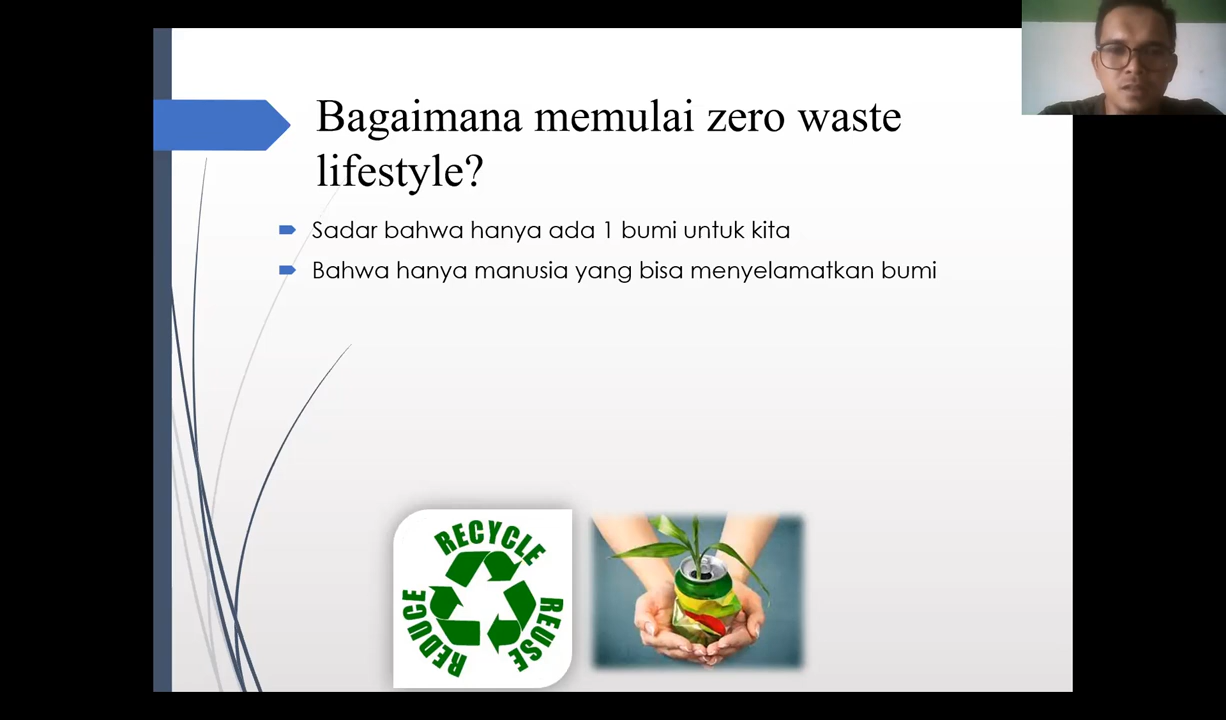 Bagaimana memulai zero waste
lifestyle?
Sadar bahwa hanya ada 1 bumi untuk kita
Bahwa hanya manusia yang bisa menyelamatkan bumi
RECYCLE
REDUCE
REUSE